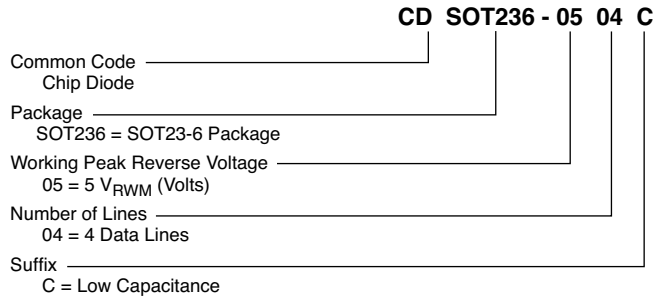 CD SOT236 - 05 04 C
Common Code
Chip Diode
Package
SOT236 = SOT23-6 Package
Working Peak Reverse Voltage
05 = 5 VRWM (Volts)
Number of Lines
04 = 4 Data Lines
Suffix
C = Low Capacitance